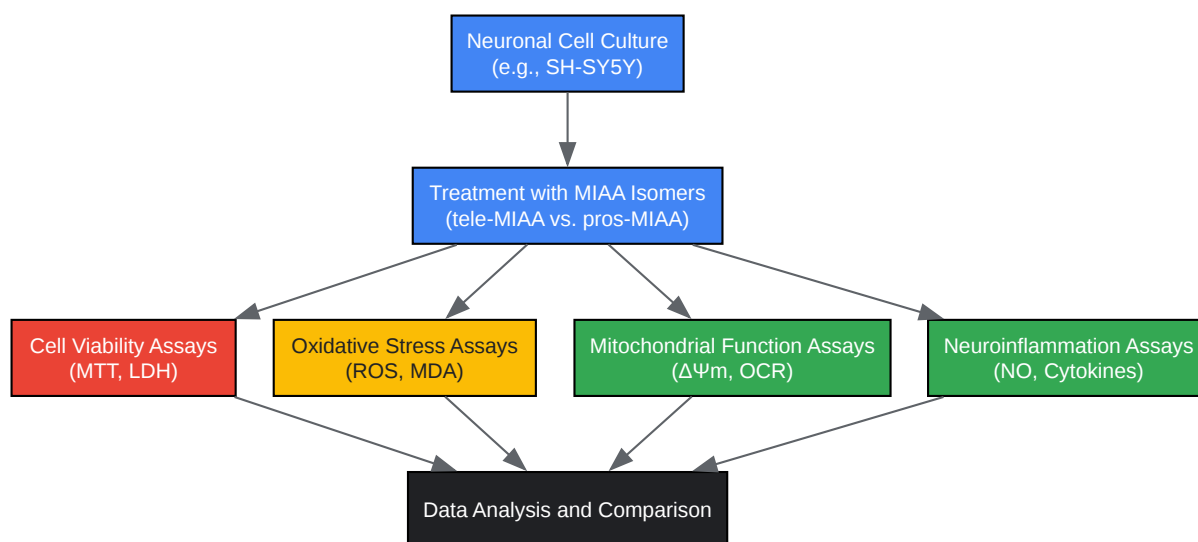 Neuronal Cell Culture
(e.g., SH-SY5Y)
Treatment with MIAA Isomers
(tele-MIAA vs. pros-MIAA)
Cell Viability Assays
(MTT, LDH)
Oxidative Stress Assays
(ROS, MDA)
Mitochondrial Function Assays
(ΔΨm, OCR)
Neuroinflammation Assays
(NO, Cytokines)
Data Analysis and Comparison